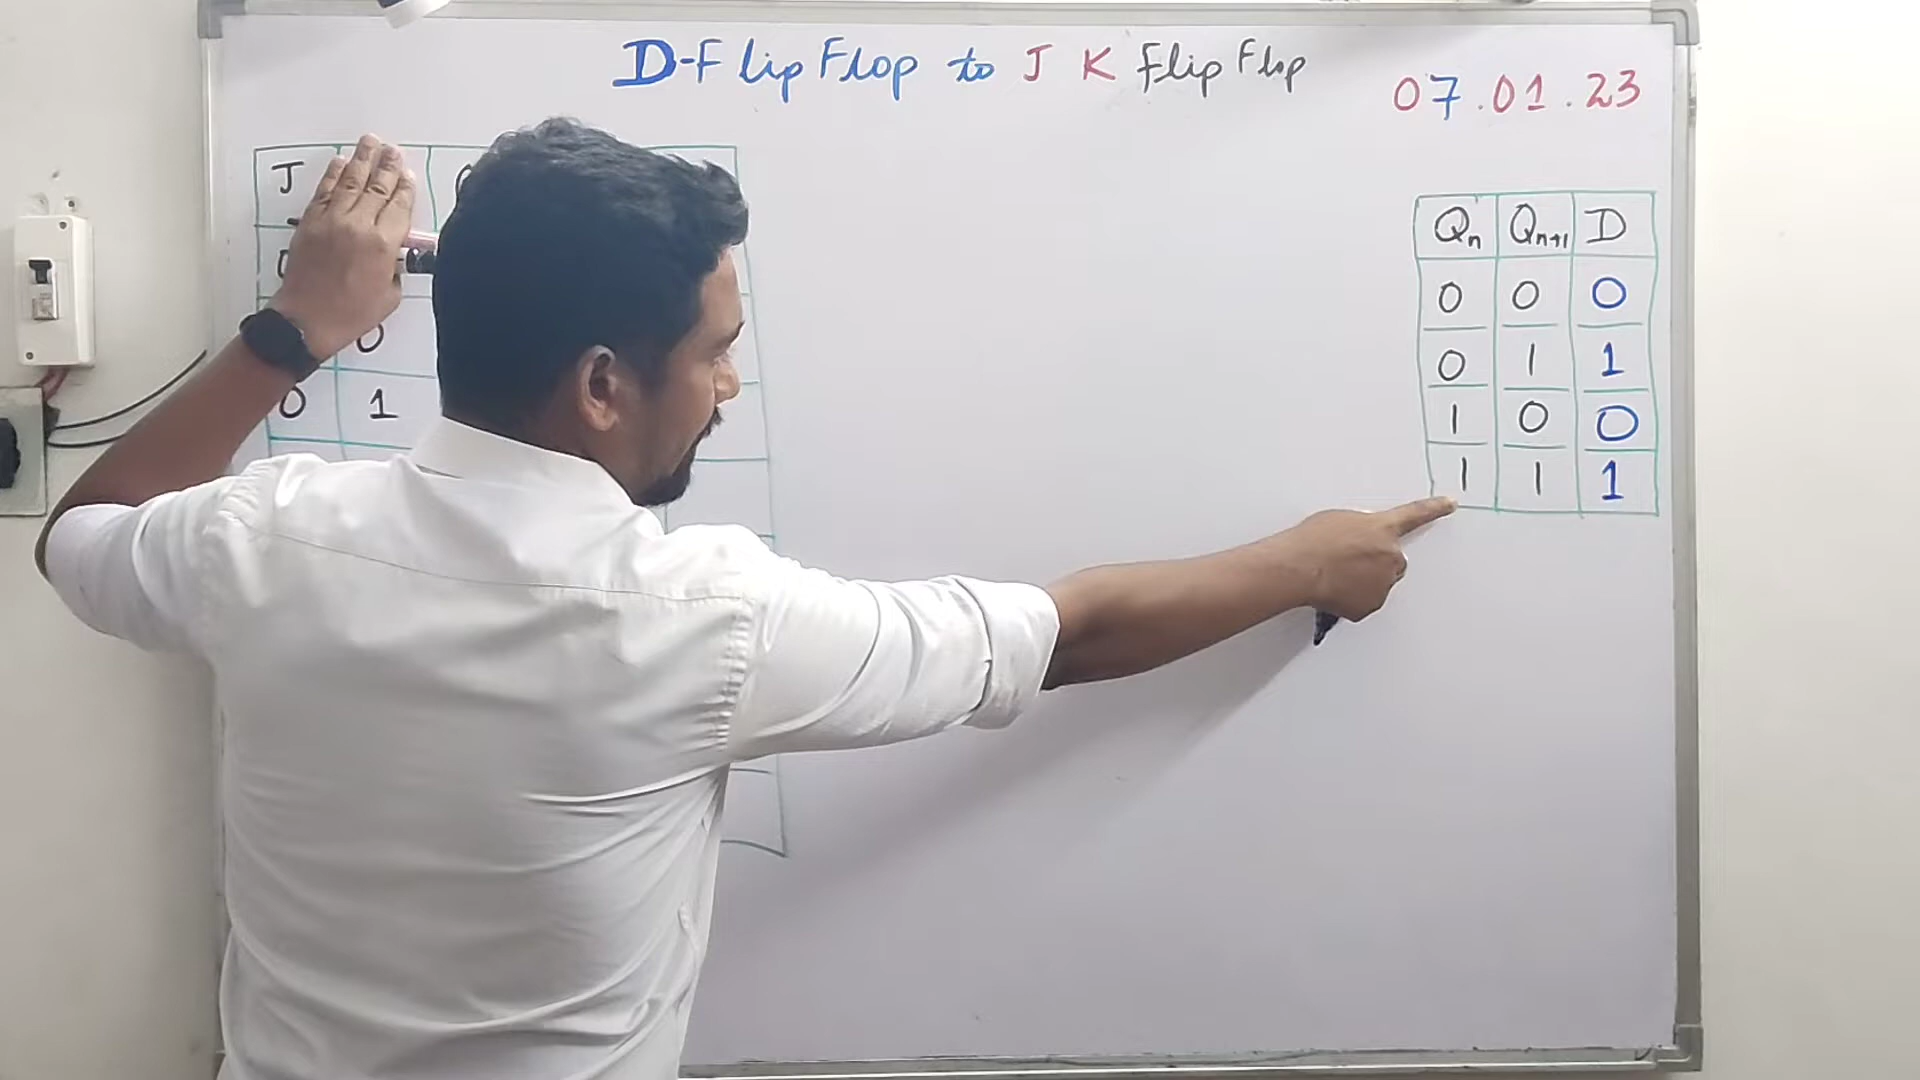 D-Flip Flop to J K Flip Flop
07.01.23
J
0
0 1
Qn Qn+1 D
0 0 0
0 1 1
1 0 0
1 1 1